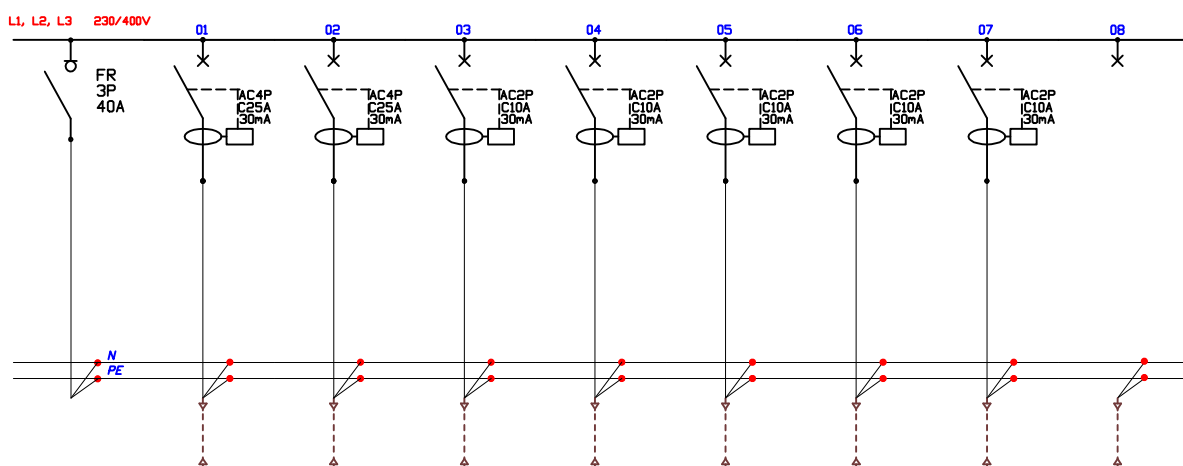 L1, L2, L3 230/400V
01 02 03 04 05 06 07 08
FR
3P
40A
AC4P
C25A
30mA
AC4P
C25A
30mA
AC2P
C10A
30mA
AC2P
C10A
30mA
AC2P
C10A
30mA
AC2P
C10A
30mA
AC2P
C10A
30mA
N
PE